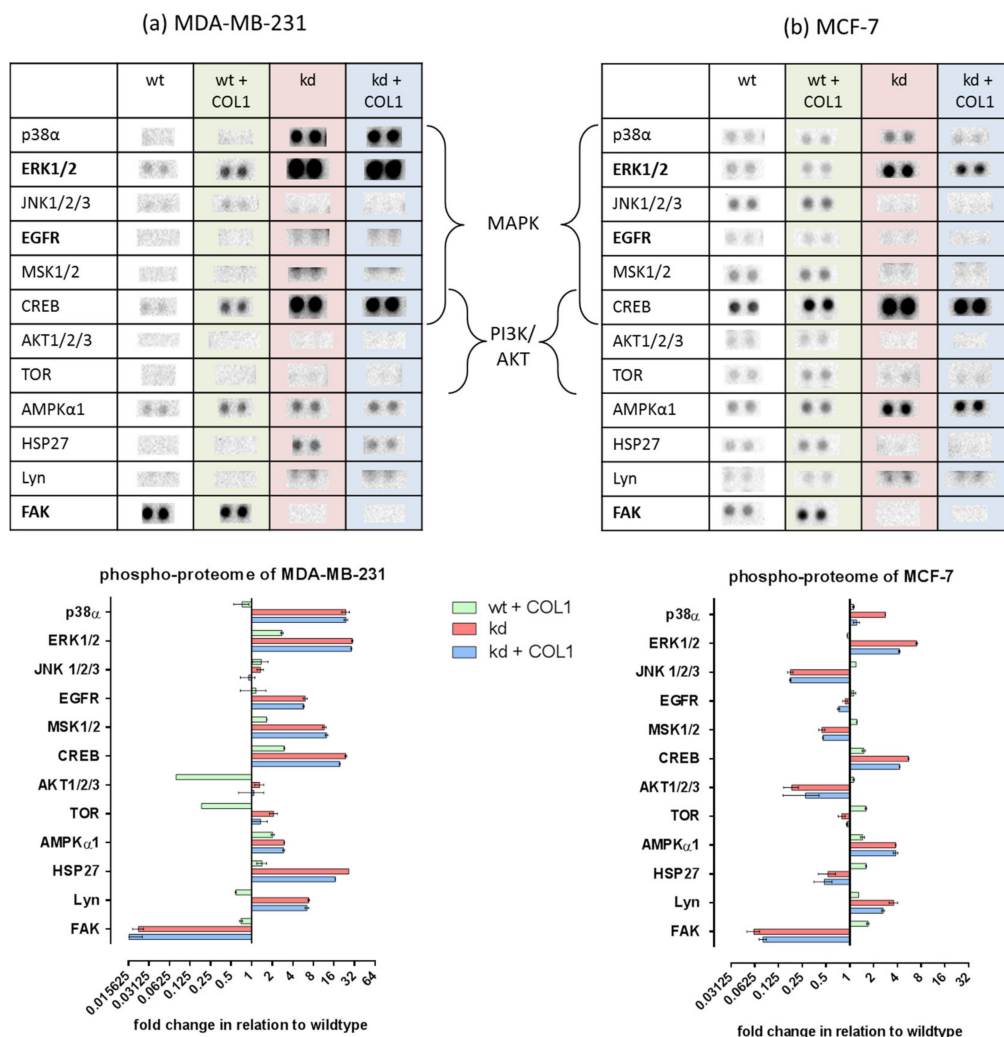 (a) MDA-MB-231
wt
wt +
COL1
kd
kd +
COL1
p38α
ERK1/2
JNK1/2/3
EGFR
MSK1/2
CREB
AKT1/2/3
TOR
AMPKα1
HSP27
Lyn
FAK
MAPK
PI3K/
AKT
(b) MCF-7
wt
wt +
COL1
kd
kd +
COL1
p38α
ERK1/2
JNK1/2/3
EGFR
MSK1/2
CREB
AKT1/2/3
TOR
AMPKα1
HSP27
Lyn
FAK
phospho-proteome of MDA-MB-231
p38α
ERK1/2
JNK 1/2/3
EGFR
MSK1/2
CREB
AKT1/2/3
TOR
AMPKα1
HSP27
Lyn
FAK
0.015625 0.03125 0.0625 0.125 0.25 0.5 1 2 4 8 16 32 64
fold change in relation to wildtype
wt + COL1
kd
kd + COL1
phospho-proteome of MCF-7
p38α
ERK1/2
JNK 1/2/3
EGFR
MSK1/2
CREB
AKT1/2/3
TOR
AMPKα1
HSP27
Lyn
FAK
0.03125 0.0625 0.125 0.25 0.5 1 2 4 8 16 32
fold change in relation to wildtype